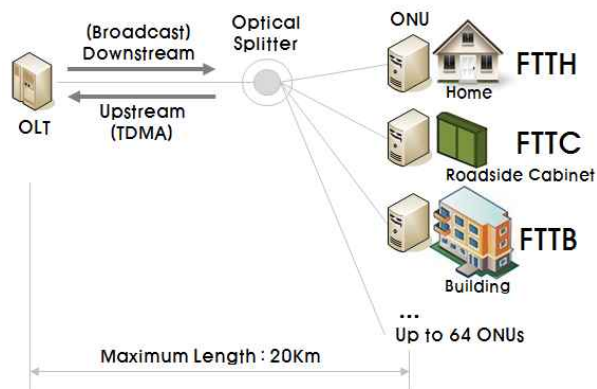 (Broadcast)
Downstream
Optical
Splitter
ONU
FTTH
Home
Upstream
(TDMA)
OLT
FTTC
Roadside Cabinet
FTTB
Building
...
Up to 64 ONUs
Maximum Length : 20Km